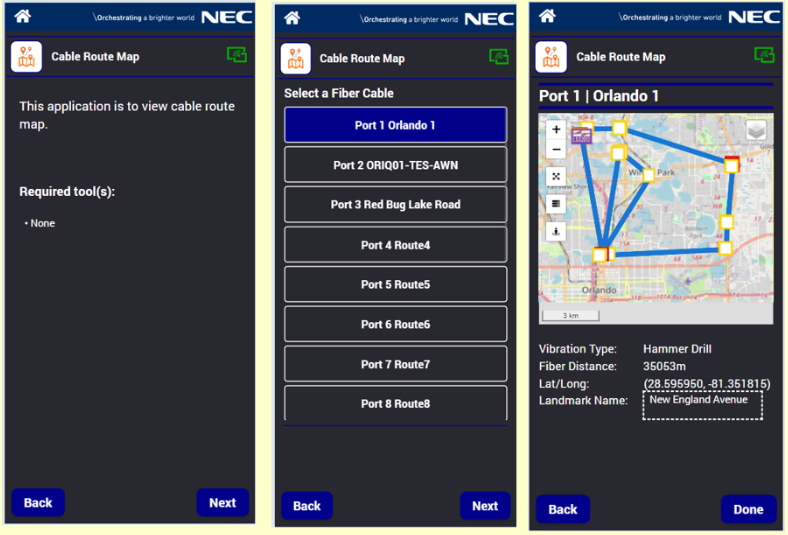 \Orchestrating a brighter world NEC
Cable Route Map
This application is to view cable route
map.
Required tool(s):
• None
Back
Next
\Orchestrating a brighter world NEC
Cable Route Map
Select a Fiber Cable
Port 1 Orlando 1
Port 2 ORIQ01-TES-AWN
Port 3 Red Bug Lake Road
Port 4 Route4
Port 5 Route5
Port 6 Route6
Port 7 Route7
Port 8 Route8
Back
Next
\Orchestrating a brighter world NEC
Cable Route Map
Port 1 | Orlando 1
+
−
Park
Orlando
3 km
Vibration Type: Hammer Drill
Fiber Distance: 35053m
Lat/Long: (28.595950, -81.351815)
Landmark Name: New England Avenue
Back
Done